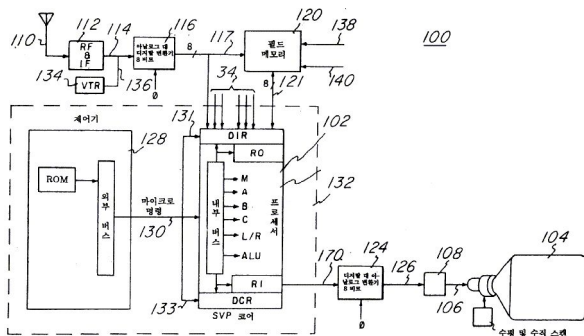 110
112
RF
&
IF
114
134
VTR
136
116
아날로그 대
디지탈 변환기
8 비트
Ø
8
117
120
필드
메모리
138
140
100
34
8
121
제어기
128
ROM
외부 버스
마이크로
명령
130
131
133
DIR
RO
102
내부 버스
M
A
B
C
L/R
ALU
프로세서
132
RI
DCR
SVP 코어
170
124
디지탈 대 아
날로그 변환기
8 비트
Ø
126
108
106
104
수평 및 수직 스캔